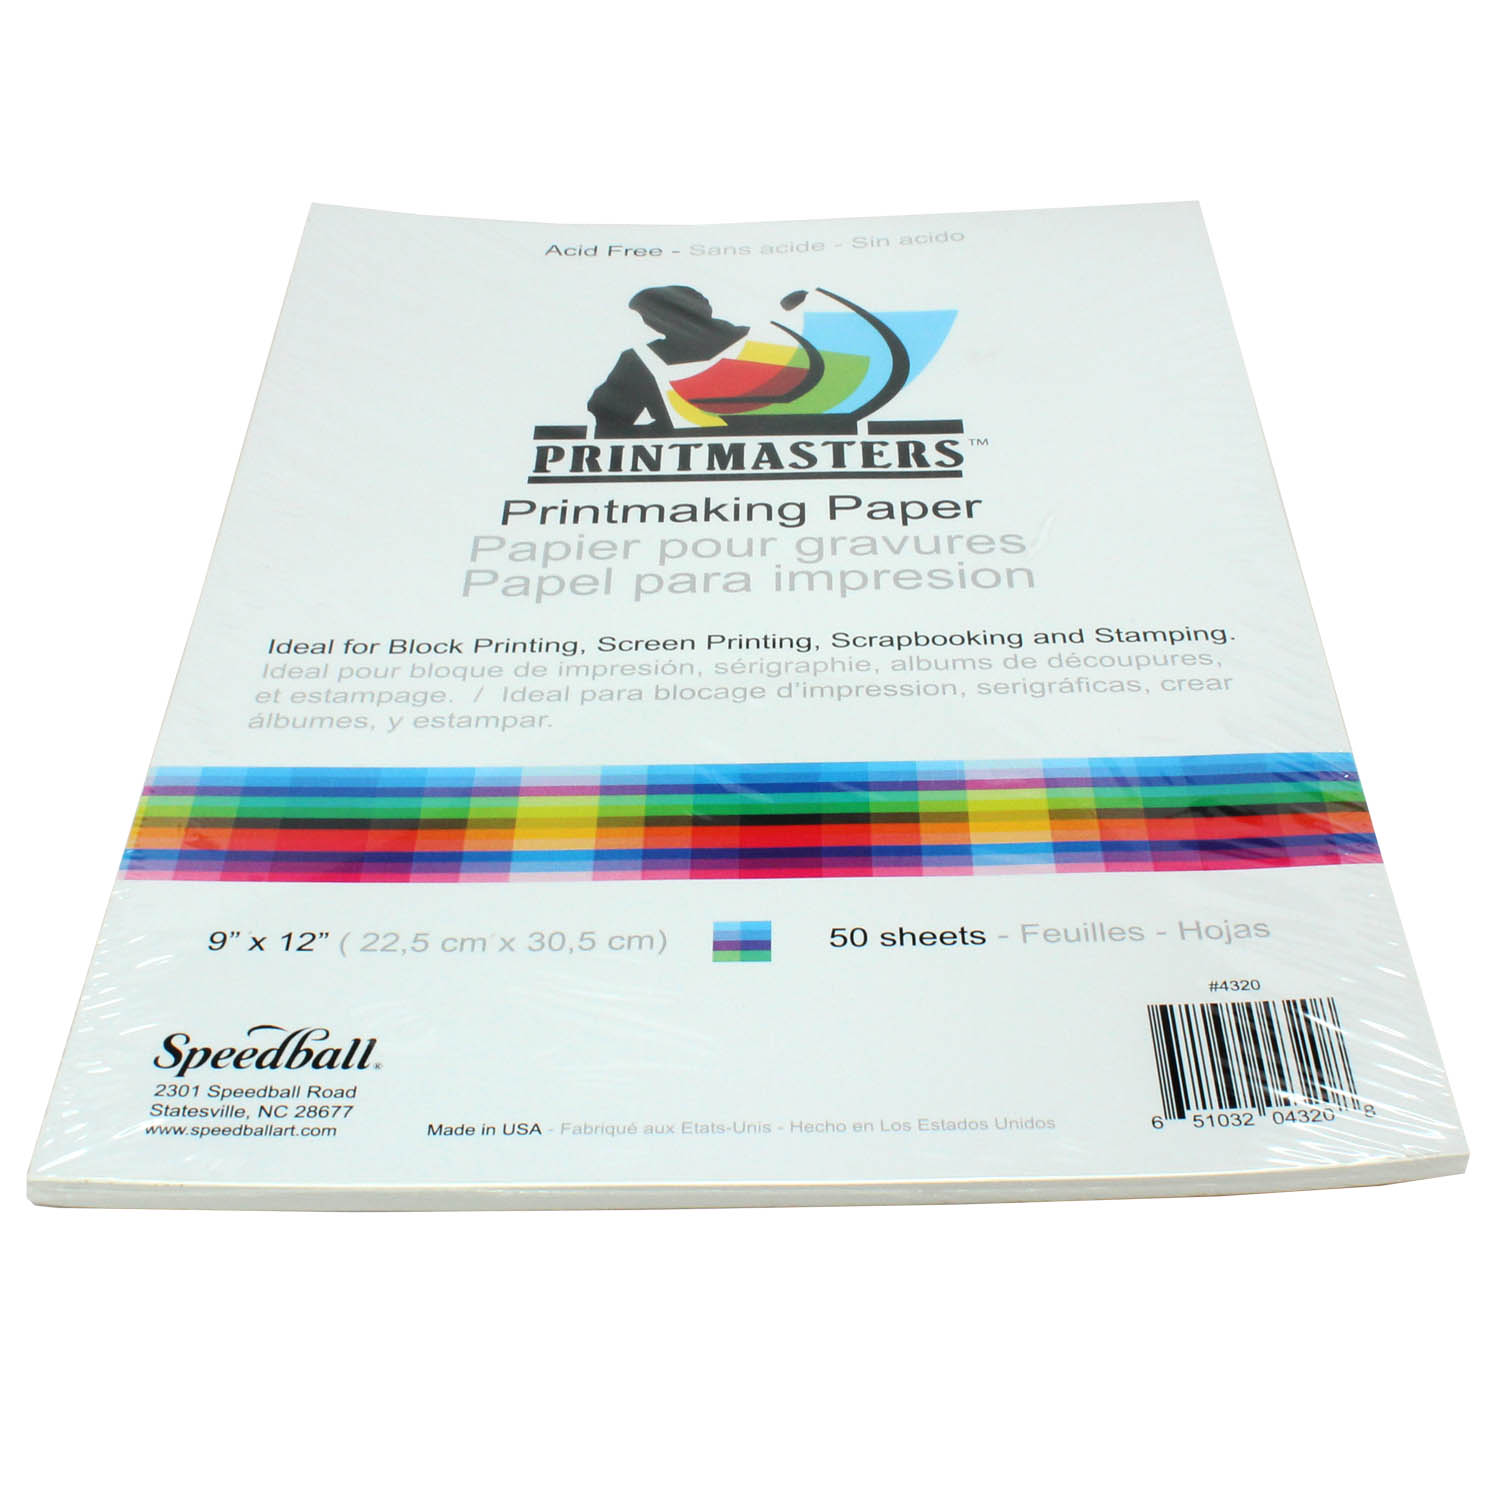 Acid Free - Sans acide - Sin acido
PRINTMASTERS™
Printmaking Paper
Papier pour gravures
Papel para impresion
Ideal for Block Printing, Screen Printing, Scrapbooking and Stamping.
Ideal pour bloque de impresión, sérigraphie, albums de découpures,
et estampage. / Ideal para blocage d'impression, serigráficas, crear
álbumes, y estampar.
9" x 12" ( 22,5 cm x 30,5 cm)
50 sheets - Feuilles - Hojas
#4320
Speedball®
2301 Speedball Road
Statesville, NC 28677
www.speedballart.com
Made in USA - Fabriqué aux Etats-Unis - Hecho en Los Estados Unidos
6 51032 04320 8